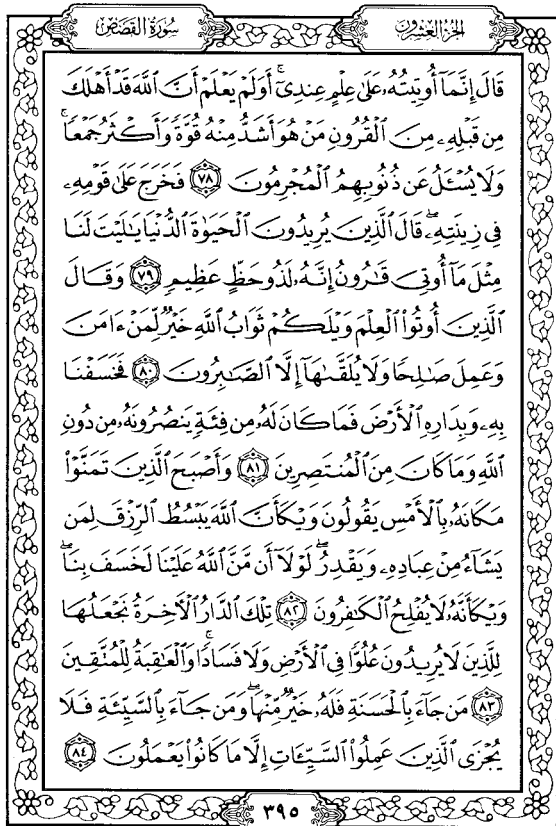 سُورَةُ القَصَصِ
الجُزْءُ العِشْرُونَ
قَالَ إِنَّمَآ أُوتِيتُهُۥ عَلَىٰ عِلْمٍ عِندِىٓۚ أَوَلَمْ يَعْلَمْ أَنَّ ٱللَّهَ قَدْ أَهْلَكَ
مِن قَبْلِهِۦ مِنَ ٱلْقُرُونِ مَنْ هُوَ أَشَدُّ مِنْهُ قُوَّةً وَأَكْثَرُ جَمْعًاۚ
وَلَا يُسْـَٔلُ عَن ذُنُوبِهِمُ ٱلْمُجْرِمُونَ ٧٨ فَخَرَجَ عَلَىٰ قَوْمِهِۦ
فِى زِينَتِهِۦۖ قَالَ ٱلَّذِينَ يُرِيدُونَ ٱلْحَيَوٰةَ ٱلدُّنْيَا يَـٰلَيْتَ لَنَا
مِثْلَ مَآ أُوتِىَ قَـٰرُونُ إِنَّهُۥ لَذُو حَظٍّ عَظِيمٍ ٧٩ وَقَالَ
ٱلَّذِينَ أُوتُوا۟ ٱلْعِلْمَ وَيْلَكُمْ ثَوَابُ ٱللَّهِ خَيْرٌ لِّمَنْ ءَامَنَ
وَعَمِلَ صَـٰلِحًا وَلَا يُلَقَّىٰهَآ إِلَّا ٱلصَّـٰبِرُونَ ٨٠ فَخَسَفْنَا
بِهِۦ وَبِدَارِهِ ٱلْأَرْضَ فَمَا كَانَ لَهُۥ مِن فِئَةٍ يَنصُرُونَهُۥ مِن دُونِ
ٱللَّهِ وَمَا كَانَ مِنَ ٱلْمُنتَصِرِينَ ٨١ وَأَصْبَحَ ٱلَّذِينَ تَمَنَّوْا۟
مَكَانَهُۥ بِٱلْأَمْسِ يَقُولُونَ وَيْكَأَنَّ ٱللَّهَ يَبْسُطُ ٱلرِّزْقَ لِمَن
يَشَآءُ مِنْ عِبَادِهِۦ وَيَقْدِرُۖ لَوْلَآ أَن مَّنَّ ٱللَّهُ عَلَيْنَا لَخَسَفَ بِنَاۖ
وَيْكَأَنَّهُۥ لَا يُفْلِحُ ٱلْكَـٰفِرُونَ ٨٢ تِلْكَ ٱلدَّارُ ٱلْـَٔاخِرَةُ نَجْعَلُهَا
لِلَّذِينَ لَا يُرِيدُونَ عُلُوًّا فِى ٱلْأَرْضِ وَلَا فَسَادًاۚ وَٱلْعَـٰقِبَةُ لِلْمُتَّقِينَ
٨٣ مَن جَآءَ بِٱلْحَسَنَةِ فَلَهُۥ خَيْرٌ مِّنْهَاۖ وَمَن جَآءَ بِٱلسَّيِّئَةِ فَلَا
يُجْزَى ٱلَّذِينَ عَمِلُوا۟ ٱلسَّيِّـَٔاتِ إِلَّا مَا كَانُوا۟ يَعْمَلُونَ ٨٤
٣٩٥